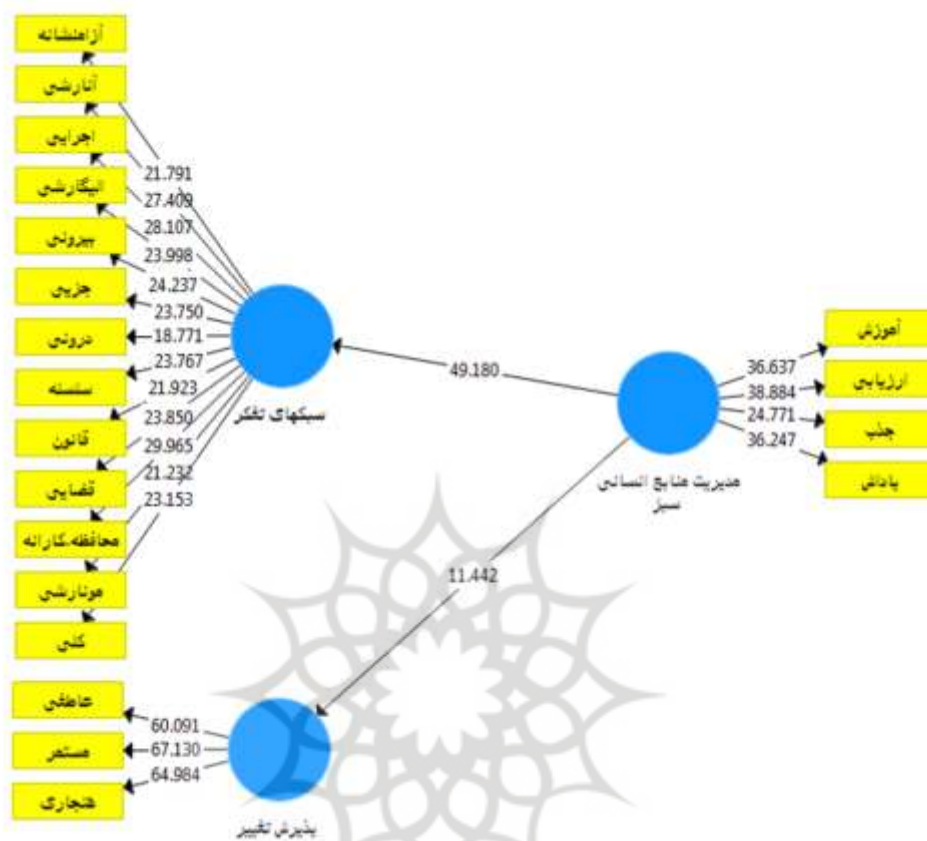 آزامنشانه
آنارشی
اجرایی
الیگارشی
بیرونی
جزیی
درونی
سلسله
قانون
قضایی
محافظه.کارانه
مونارشی
کلی
21.791
27.409
28.107
23.998
24.237
23.750
18.771
23.767
21.923
23.850
29.965
21.232
23.153
سبکهای تفکر
49.180
مدیریت منابع انسانی
سبز
36.637
38.884
24.771
36.247
آموزش
ارزیابی
جذب
پاداش
11.442
عاطفی
مستمر
هنجاری
60.091
67.130
64.984
پذیرش تغییر